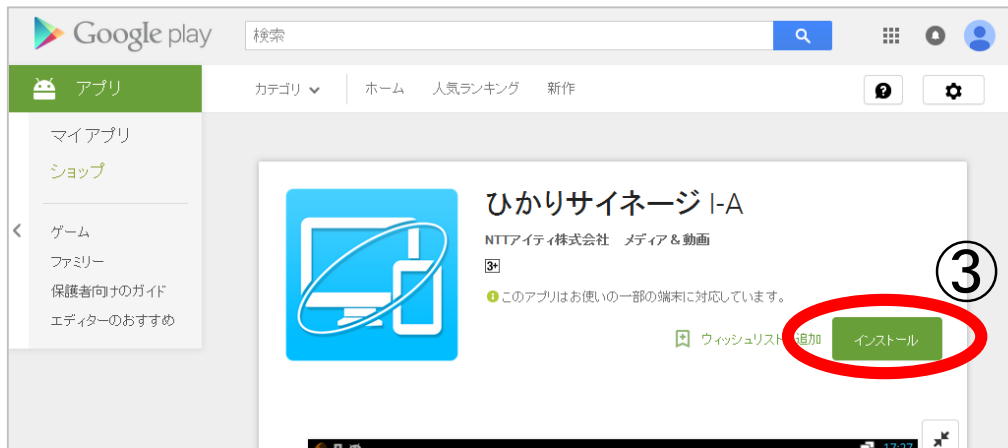 Google play
検索
アプリ
カテゴリ
ホーム
人気ランキング
新作
マイアプリ
ショップ
ゲーム
ファミリー
保護者向けのガイド
エディターのおすすめ
ひかりサイネージ I-A
NTTアイティ株式会社 メディア & 動画
3+
このアプリはお使いの一部の端末に対応しています。
③
ウィッシュリスト 追加
インストール
17:27